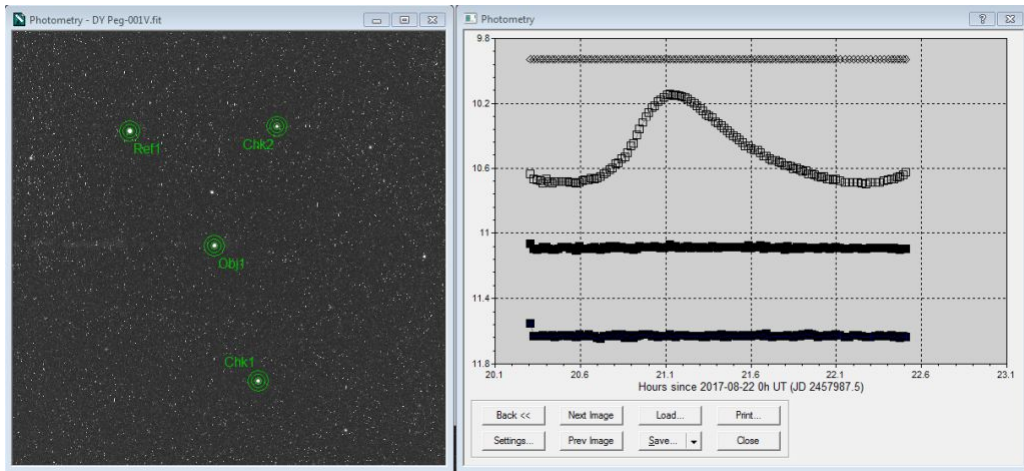 Photometry - DY Peg-001V.fit
Ref1
Chk2
Obj1
Chk1
Photometry
9.8
10.2
10.6
11
11.4
11.8
20.1 20.6 21.1 21.6 22.1 22.6 23.1
Hours since 2017-08-22 0h UT (JD 2457987.5)
Back << Next Image Load... Print...
Settings... Prev Image Save... Close